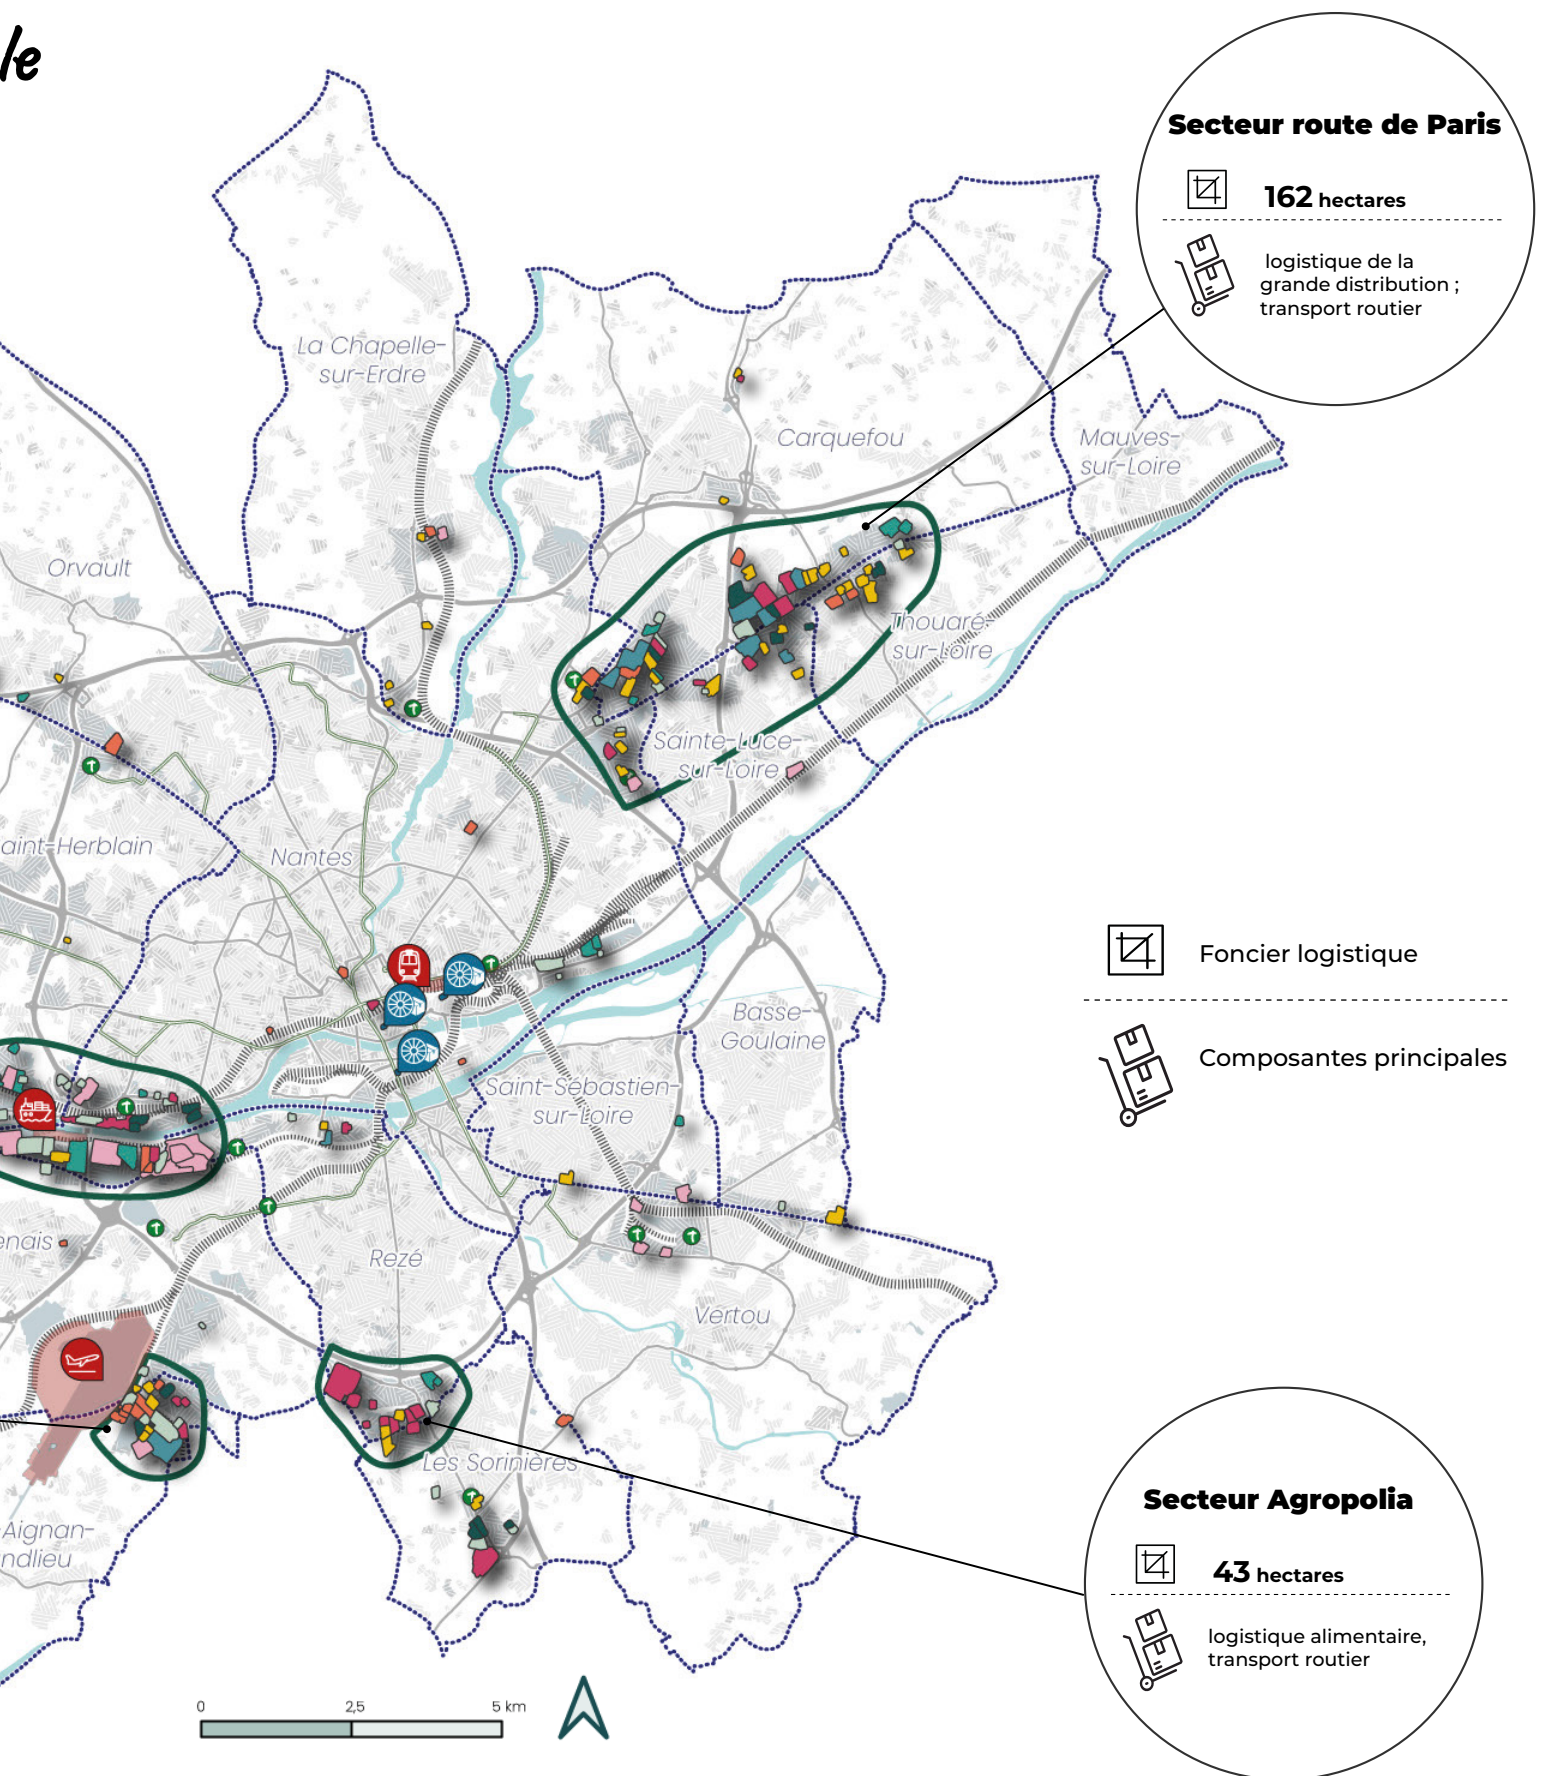 le
Secteur route de Paris
162 hectares
logistique de la
grande distribution ;
transport routier
La Chapelle-
sur-Erdre
Carquefou
Mauves-
sur-Loire
Orvault
Thouaré-
sur-Loire
Sainte-Luce-
sur-Loire
aint-Herblain
Nantes
Foncier logistique
Basse-
Goulaine
Composantes principales
Saint-Sébastien-
sur-Loire
enais
Rezé
Vertou
Les Sorinières
Secteur Agropolia
43 hectares
Aignan-
ndlieu
logistique alimentaire,
transport routier
0 2,5 5 km